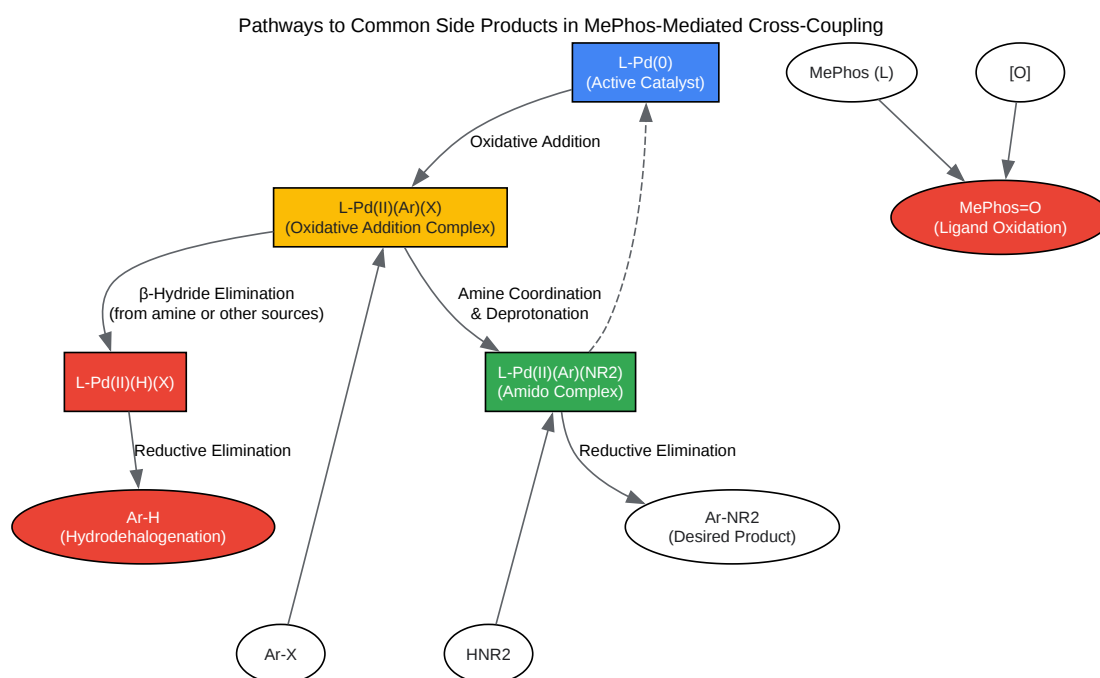 Pathways to Common Side Products in MePhos-Mediated Cross-Coupling
L-Pd(0)
(Active Catalyst)
MePhos (L)
[O]
Oxidative Addition
L-Pd(II)(Ar)(X)
(Oxidative Addition Complex)
MePhos=O
(Ligand Oxidation)
β-Hydride Elimination
(from amine or other sources)
Amine Coordination
& Deprotonation
L-Pd(II)(H)(X)
L-Pd(II)(Ar)(NR2)
(Amido Complex)
Reductive Elimination
Reductive Elimination
Ar-H
(Hydrodehalogenation)
Ar-NR2
(Desired Product)
Ar-X
HNR2